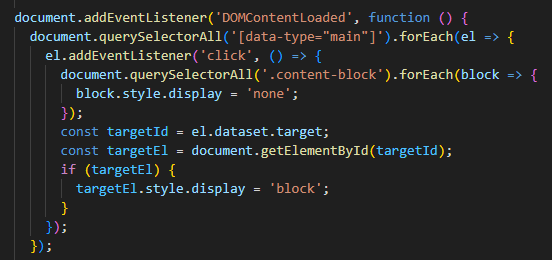 document.addEventListener('DOMContentLoaded', function () {
  document.querySelectorAll('[data-type="main"]').forEach(el => {
    el.addEventListener('click', () => {
      document.querySelectorAll('.content-block').forEach(block => {
        block.style.display = 'none';
      });
      const targetId = el.dataset.target;
      const targetEl = document.getElementById(targetId);
      if (targetEl) {
        targetEl.style.display = 'block';
      }
    });
  });